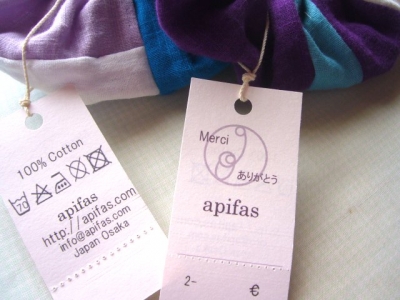 100% Cotton
70
apifas
http://apifas.com
info@apifas.com
Japan Osaka
Merci
ありがとう
apifas
2- €